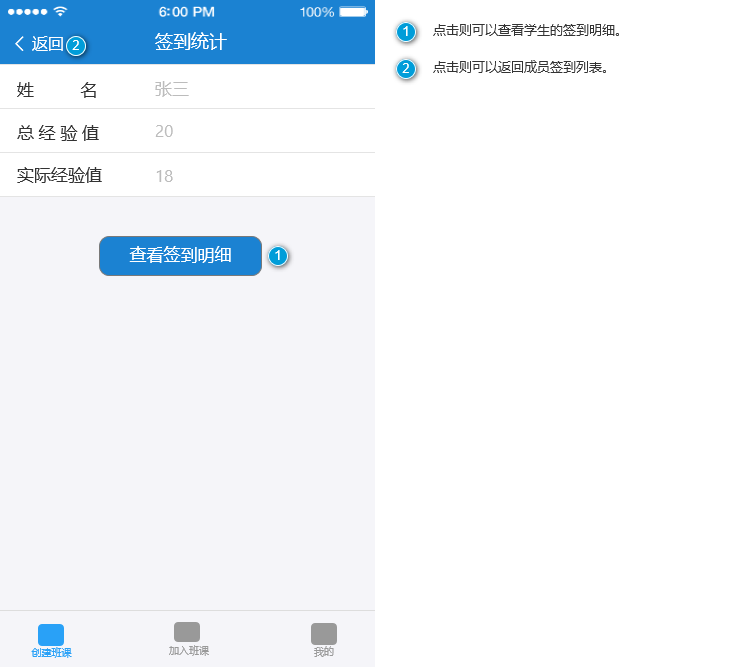 6:00 PM 100%
返回 2 签到统计
姓 名 张三
总经验值 20
实际经验值 18
查看签到明细 1
创建班课 加入班课 我的
1 点击则可以查看学生的签到明细。
2 点击则可以返回成员签到列表。